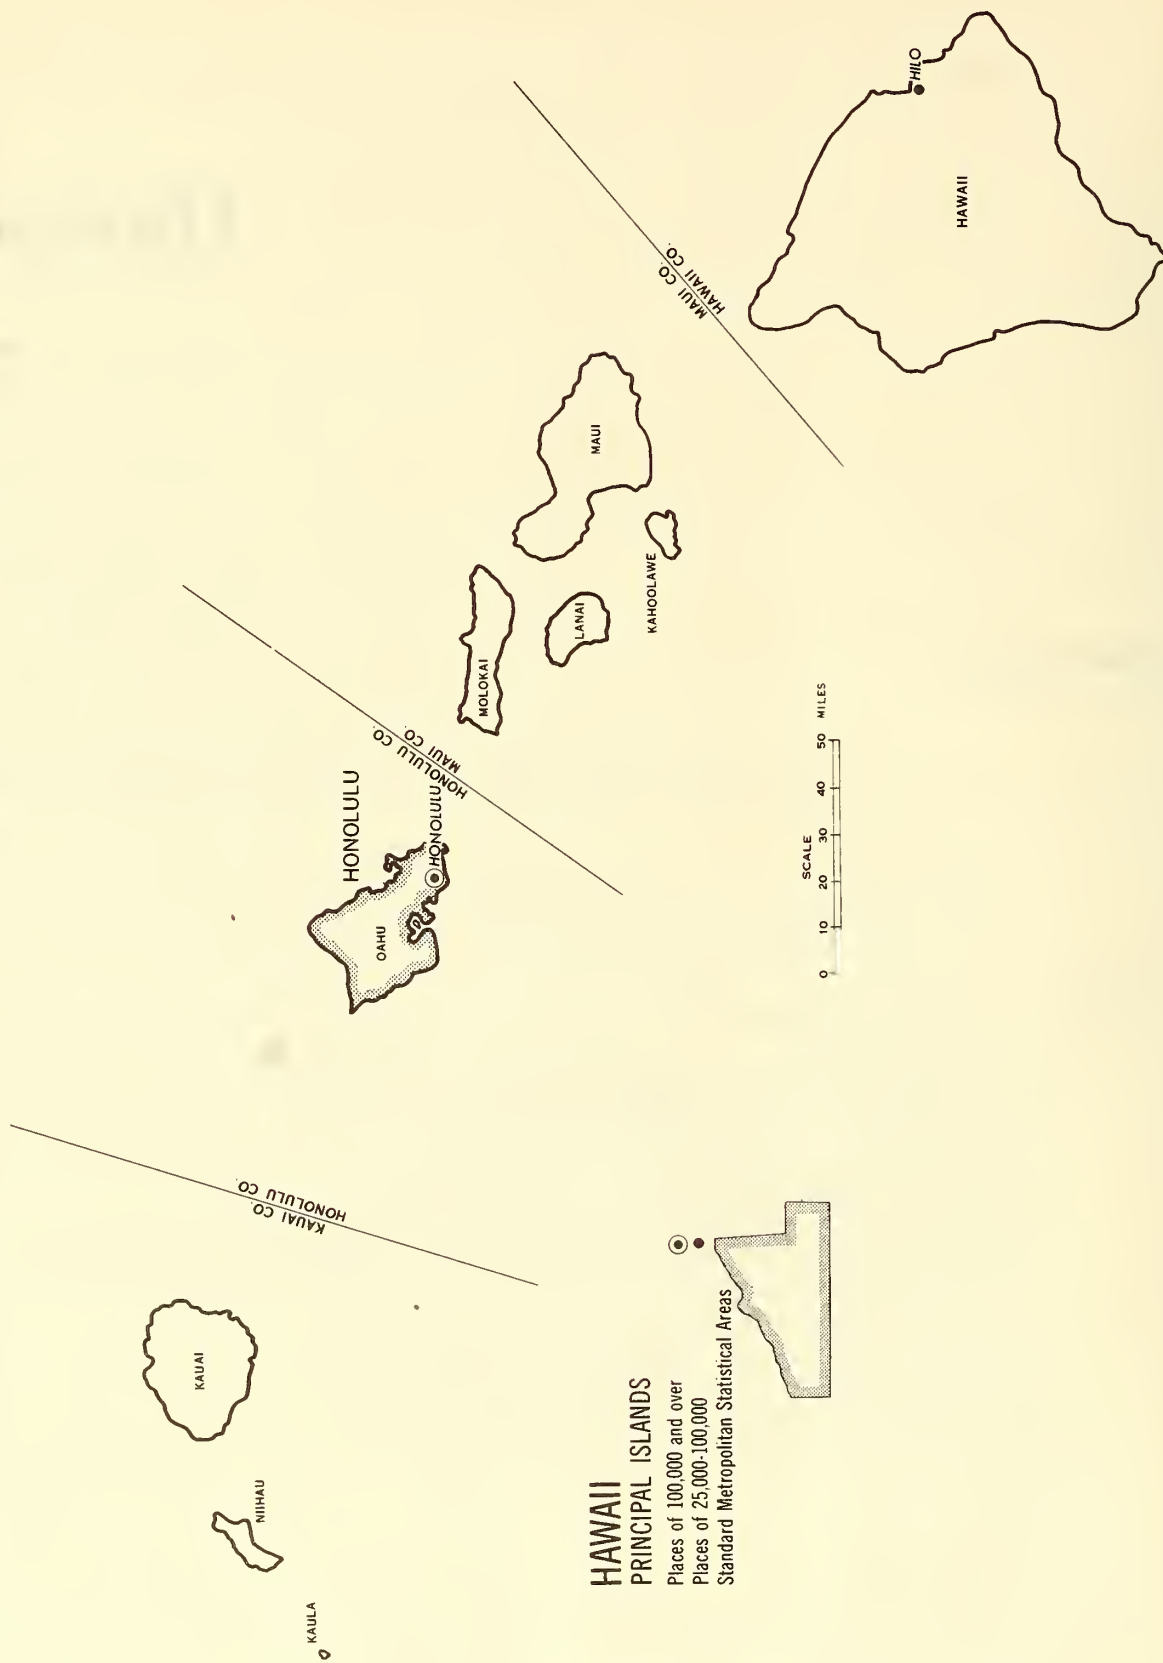 HAWAII
PRINCIPAL ISLANDS
Places of 100,000 and over
Places of 25,000-100,000
Standard Metropolitan Statistical Areas
KAULA
NIIHAU
KAUAI
KAUAI CO.
HONOLULU CO.
OAHU
HONOLULU
HONOLULU
HONOLULU CO.
MAUI CO.
MOLOKAI
LANAI
KAHOOLAWE
MAUI
MAUI CO.
HAWAII CO.
HAWAII
HILO
SCALE
0 10 20 30 40 50 MILES